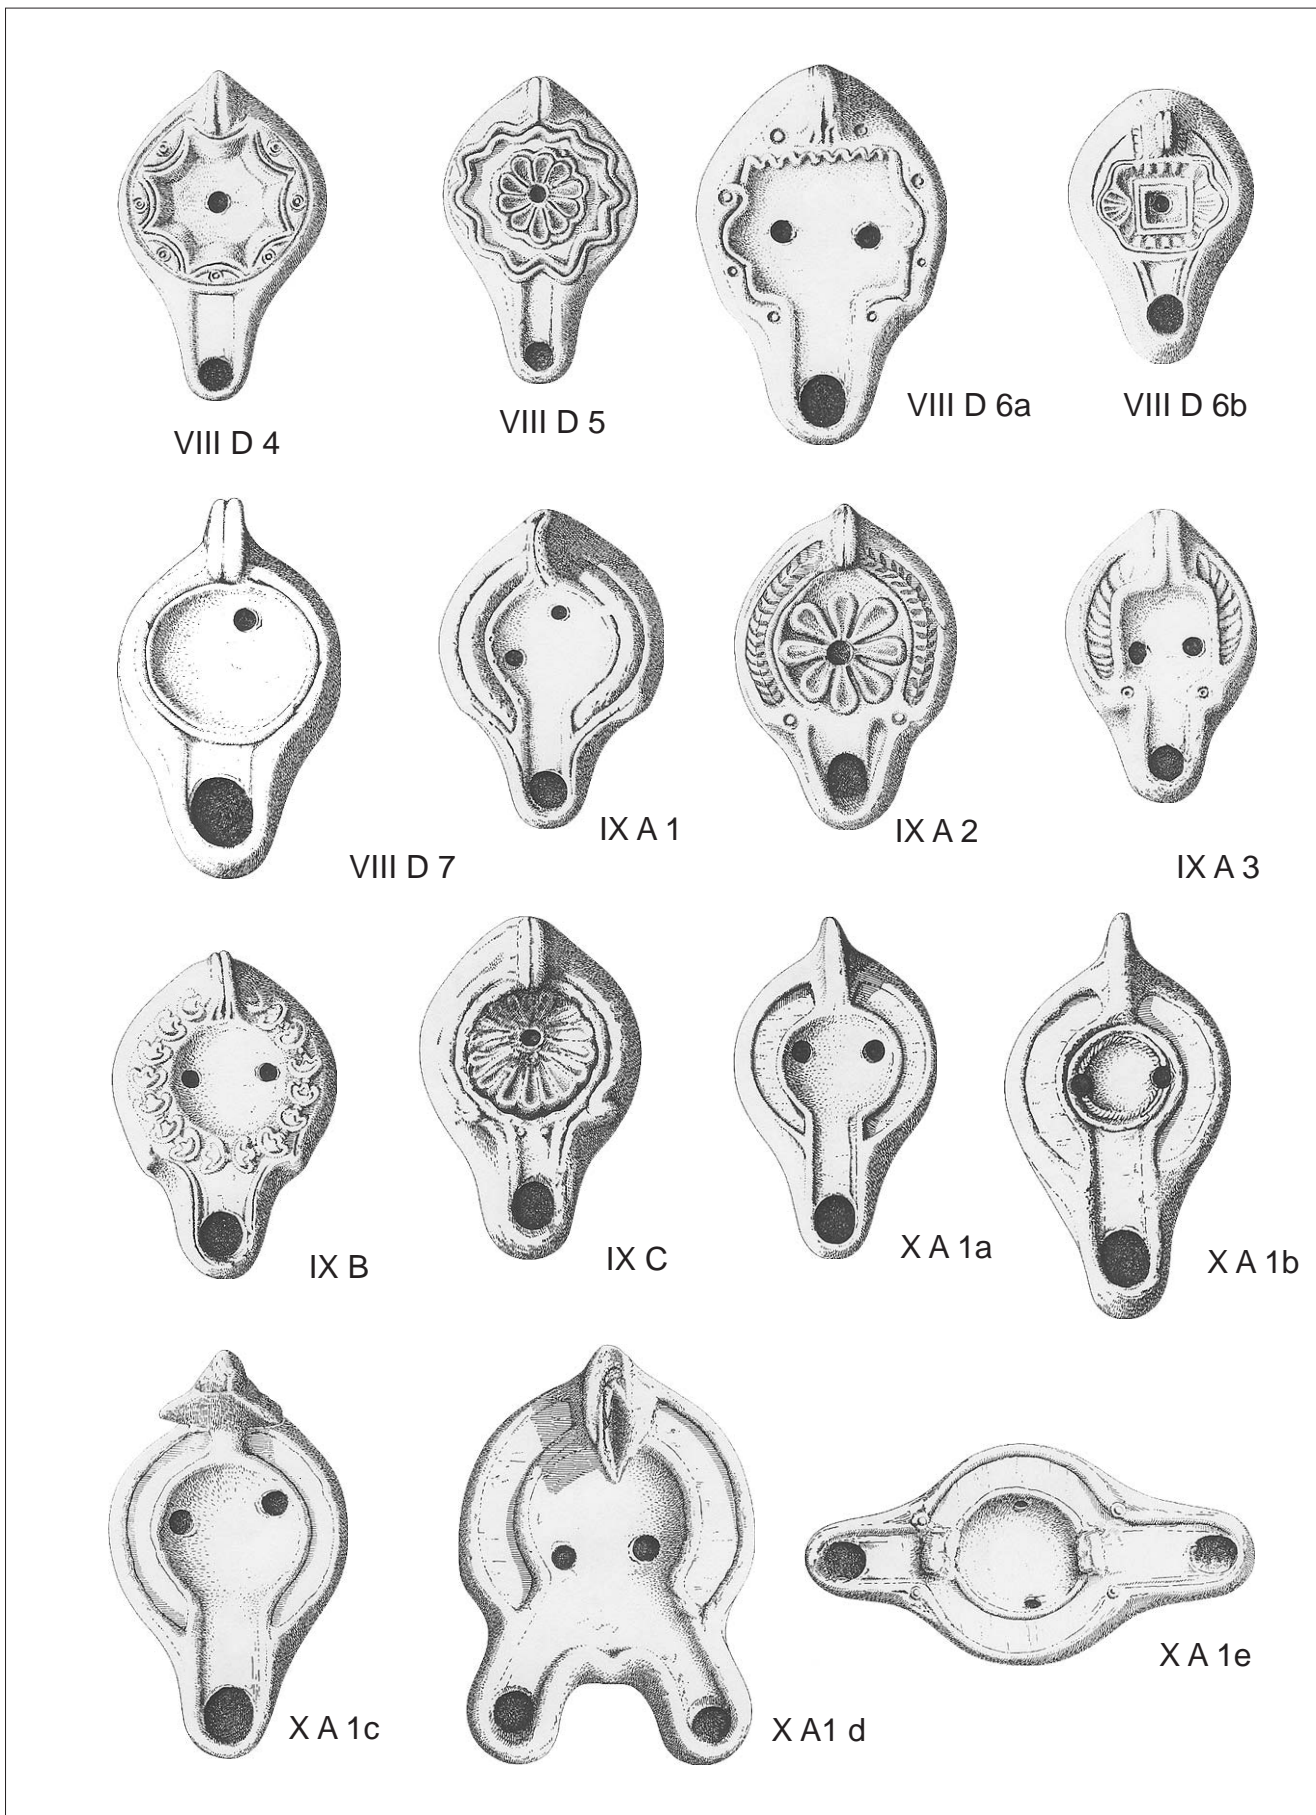 VIII D 4
VIII D 5
VIII D 6a
VIII D 6b
VIII D 7
IX A 1
IX A 2
IX A 3
IX B
IX C
X A 1a
X A 1b
X A 1c
X A1 d
X A 1e